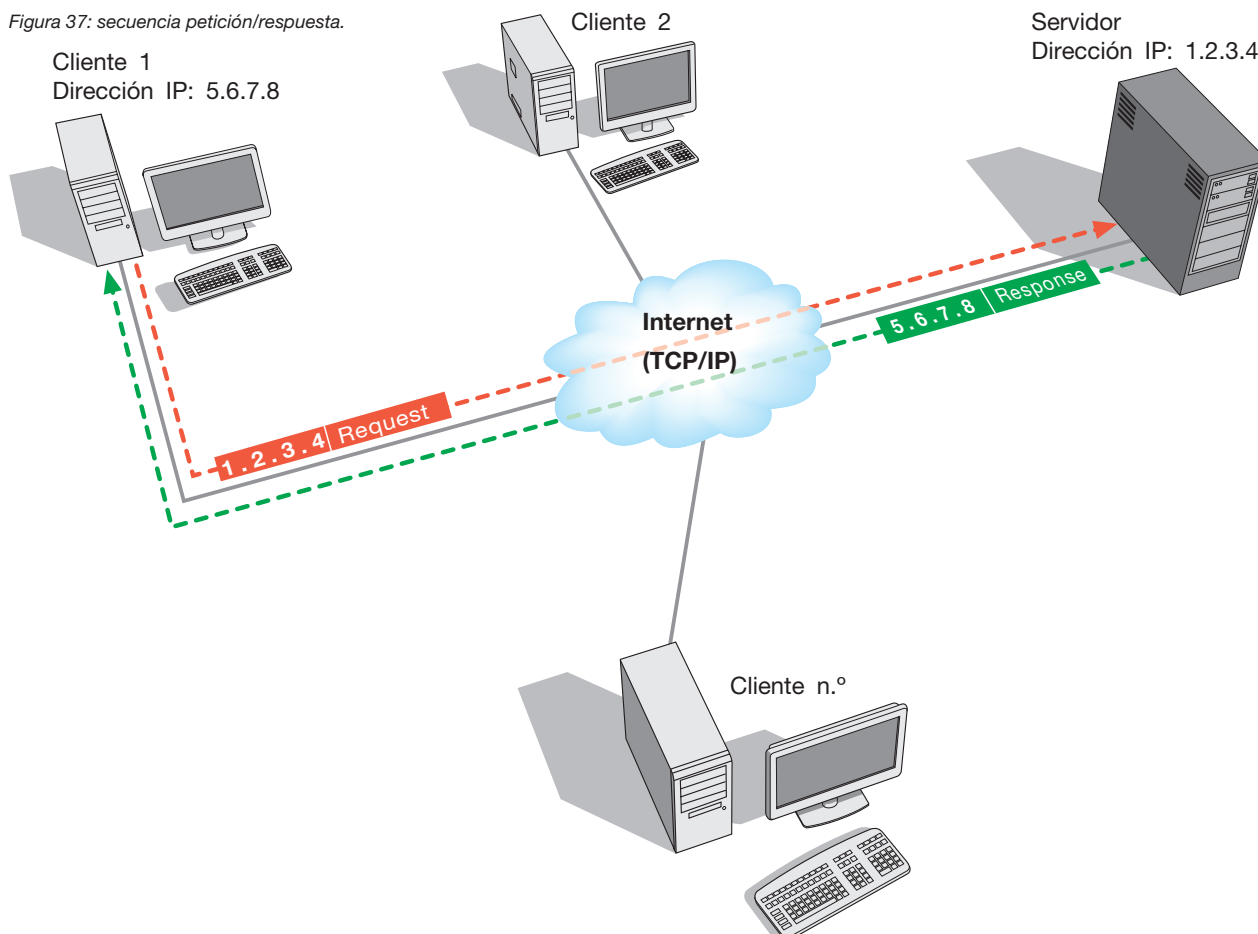 Figura 37: secuencia petición/respuesta.
Cliente 1
Dirección IP: 5.6.7.8
Cliente 2
Servidor
Dirección IP: 1.2.3.4
Internet
(TCP/IP)
5.6.7.8 Response
1.2.3.4 Request
Cliente n.º